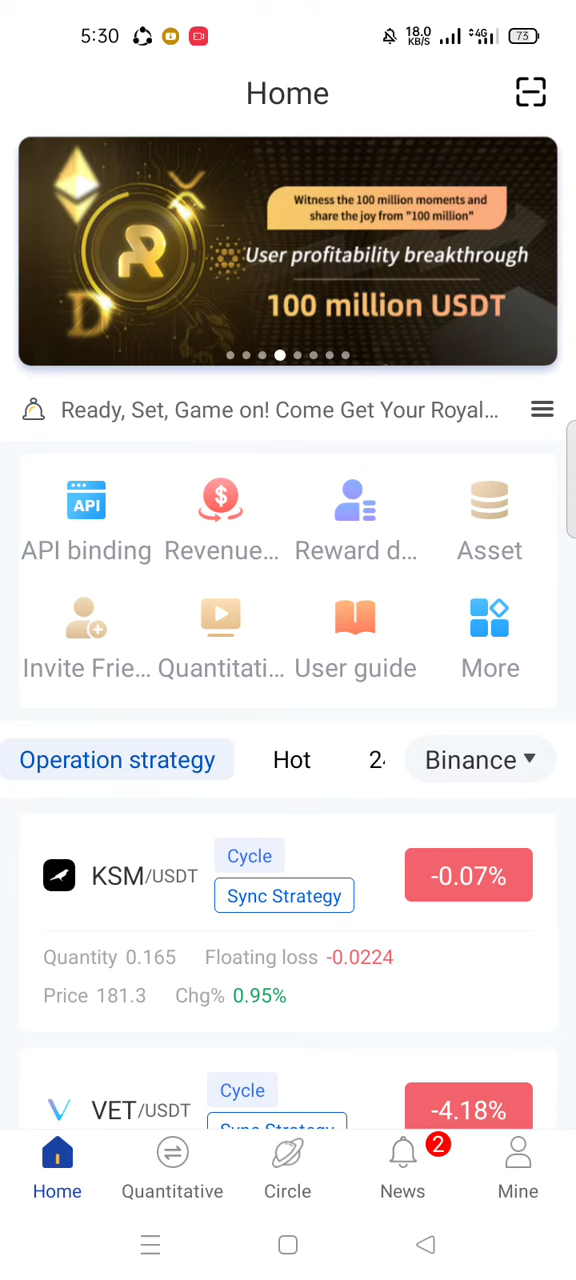 5:30
18.0
KB/S
4G
73
Home
Witness the 100 million moments and
share the joy from "100 million"
User profitability breakthrough
100 million USDT
Ready, Set, Game on! Come Get Your Royal...
API
API binding Revenue... Reward d... Asset
Invite Frie... Quantitati... User guide More
Operation strategy Hot 24 Binance
KSM/USDT
Cycle
Sync Strategy
-0.07%
Quantity 0.165 Floating loss -0.0224
Price 181.3 Chg% 0.95%
VET/USDT
Cycle
Sync Strategy
-4.18%
2
Home Quantitative Circle News Mine